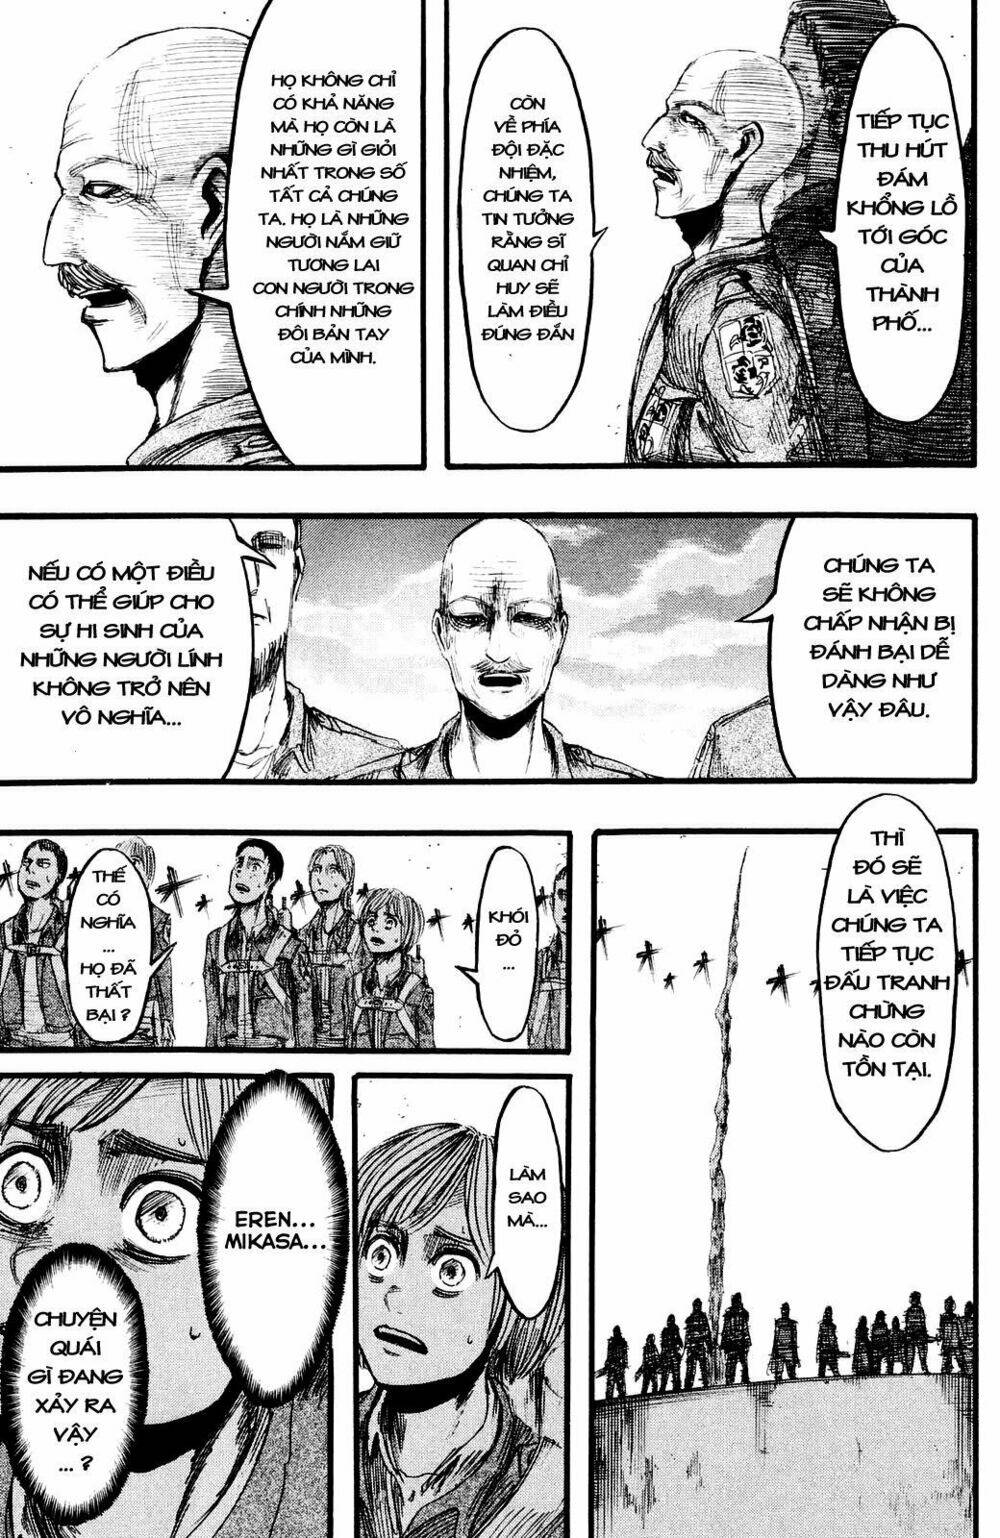 TIẾP TỤC
THU HÚT
ĐÁM
KHỔNG LỒ
TỚI GÓC
CỦA
THÀNH
PHỐ...
CÒN
VỀ PHÍA
ĐỘI ĐẶC
NHIỆM,
CHÚNG TA
TIN TƯỞNG
RẰNG SĨ
QUAN CHỈ
HUY SẼ
LÀM ĐIỀU
ĐÚNG ĐẮN
HỌ KHÔNG CHỈ
CÓ KHẢ NĂNG
MÀ HỌ CÒN LÀ
NHỮNG GÌ GIỎI
NHẤT TRONG SỐ
TẤT CẢ CHÚNG
TA. HỌ LÀ NHỮNG
NGƯỜI NẮM GIỮ
TƯƠNG LAI
CON NGƯỜI TRONG
CHÍNH NHỮNG
ĐÔI BẢN TAY
CỦA MÌNH.
CHÚNG TA
SẼ KHÔNG
CHẤP NHẬN BỊ
ĐÁNH BẠI DỄ
DÀNG NHƯ
VẬY ĐÂU.
NẾU CÓ MỘT ĐIỀU
CÓ THỂ GIÚP CHO
SỰ HI SINH CỦA
NHỮNG NGƯỜI LÍNH
KHÔNG TRỞ NÊN
VÔ NGHĨA...
THÌ
ĐÓ SẼ
LÀ VIỆC
CHÚNG TA
TIẾP TỤC
ĐẤU TRANH
CHỪNG
NÀO CÒN
TỒN TẠI.
KHÓI
ĐỎ
...
THẾ
CÓ
NGHĨA
...
HỌ ĐÃ
THẤT
BẠI ?
LÀM
SAO
MÀ...
EREN...
MIKASA...
CHUYỆN
QUÁI
GÌ ĐANG
XẢY RA
VẬY
... ?